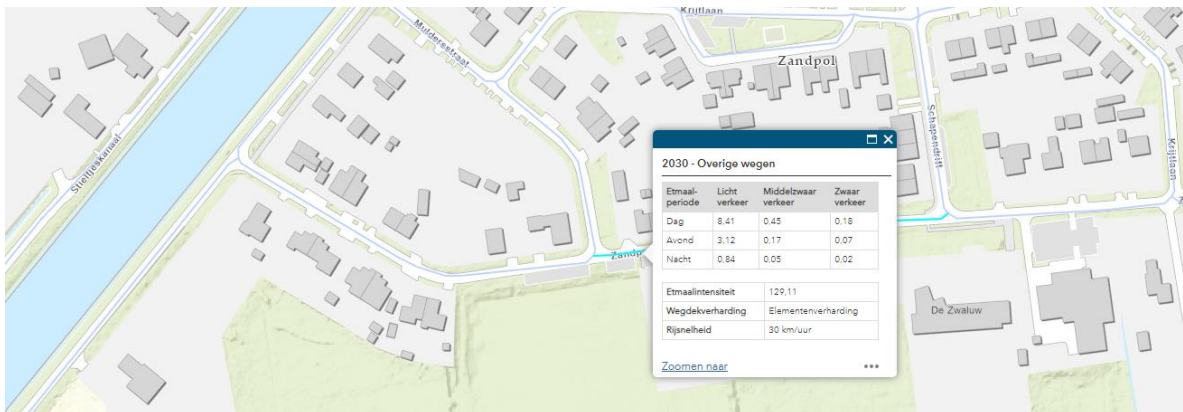 Krijtlaan
Muldersstraat
Zandpol
Stieltjeskanaal
Schapendrift
Krijtlaan
2030 - Overige wegen
Etmaal-periode Licht verkeer Middelzwaar verkeer Zwaar verkeer
Dag 8,41 0,45 0,18
Avond 3,12 0,17 0,07
Nacht 0,84 0,05 0,02
Zandp
Etmaalintensiteit 129,11
Wegdekverharding Elementenverharding
Rijsnelheid 30 km/uur
De Zwaluw
Zoomen naar